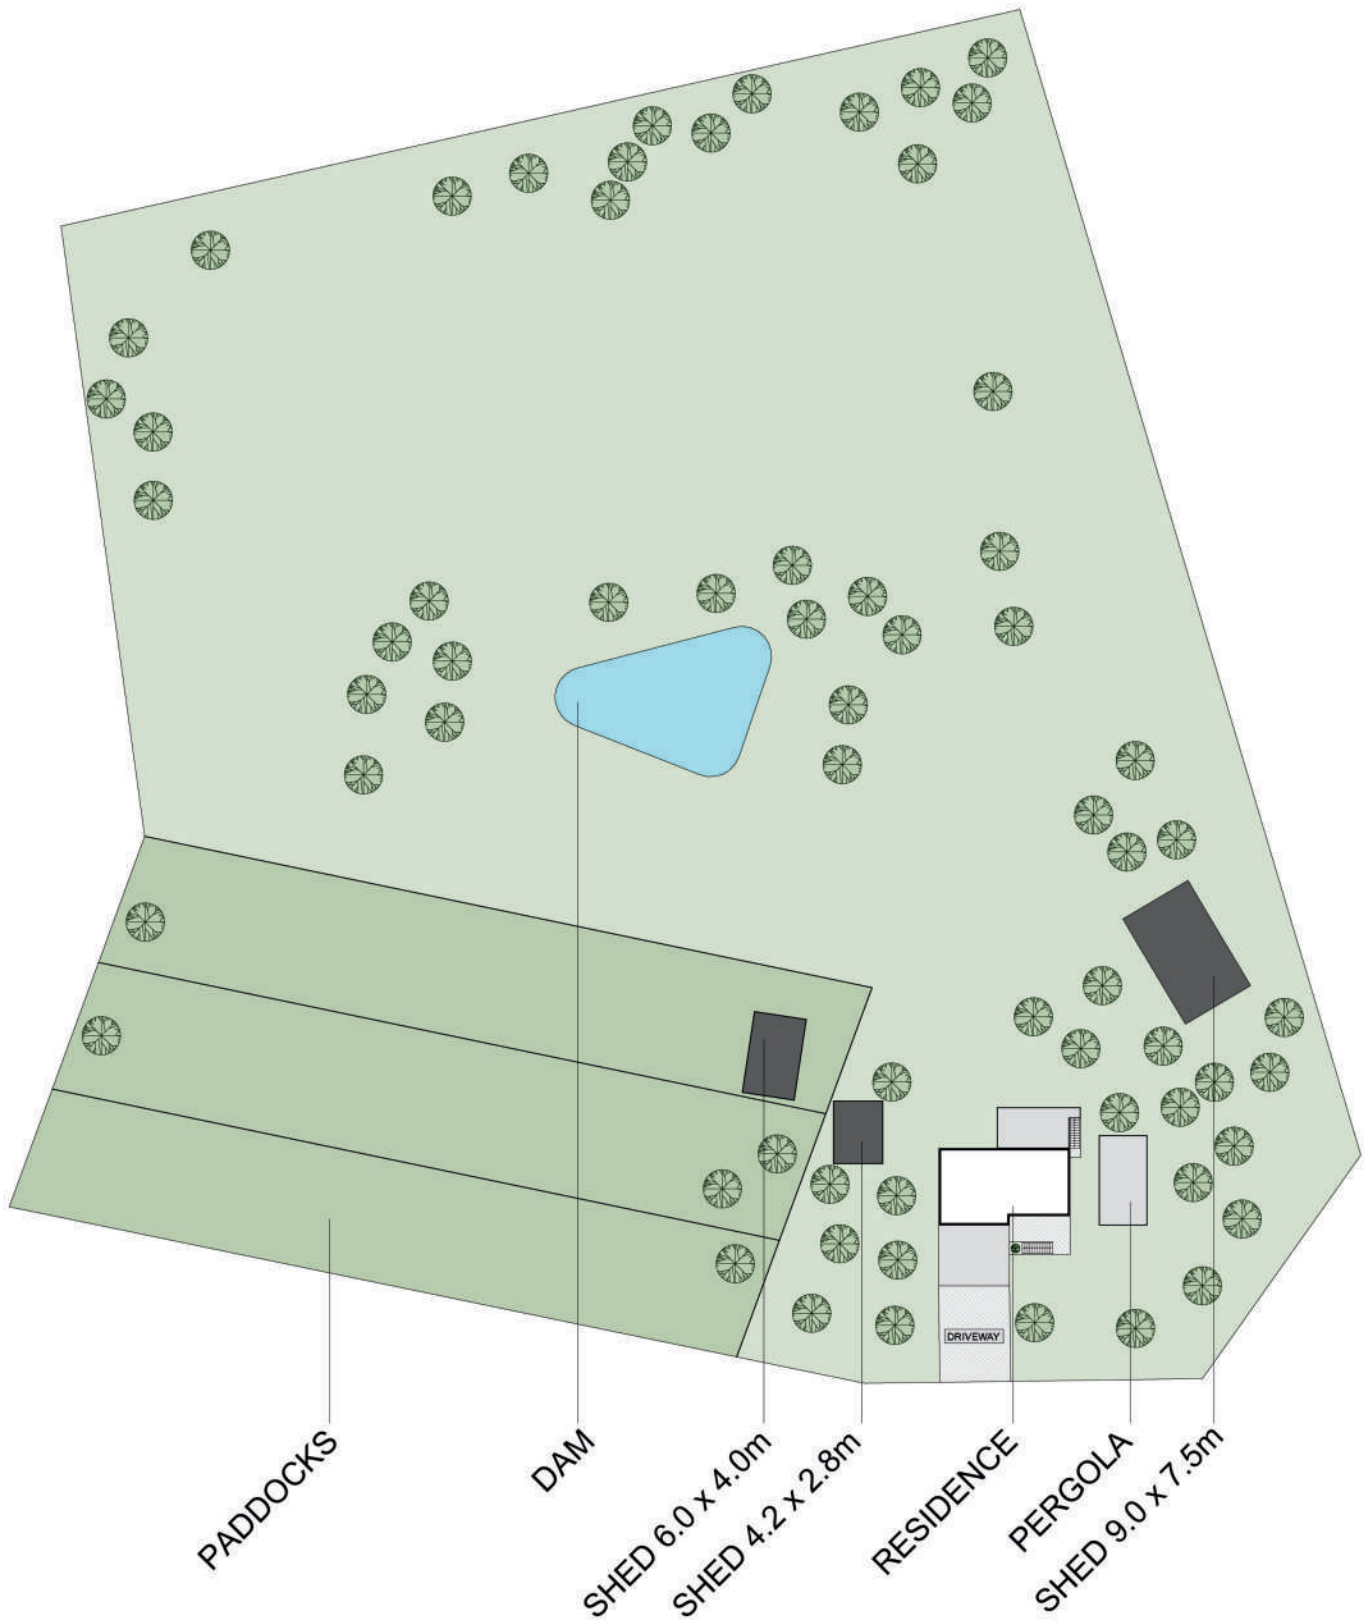 DRIVEWAY
PADDOCKS
DAM
SHED 6.0 x 4.0m
SHED 4.2 x 2.8m
RESIDENCE
PERGOLA
SHED 9.0 x 7.5m